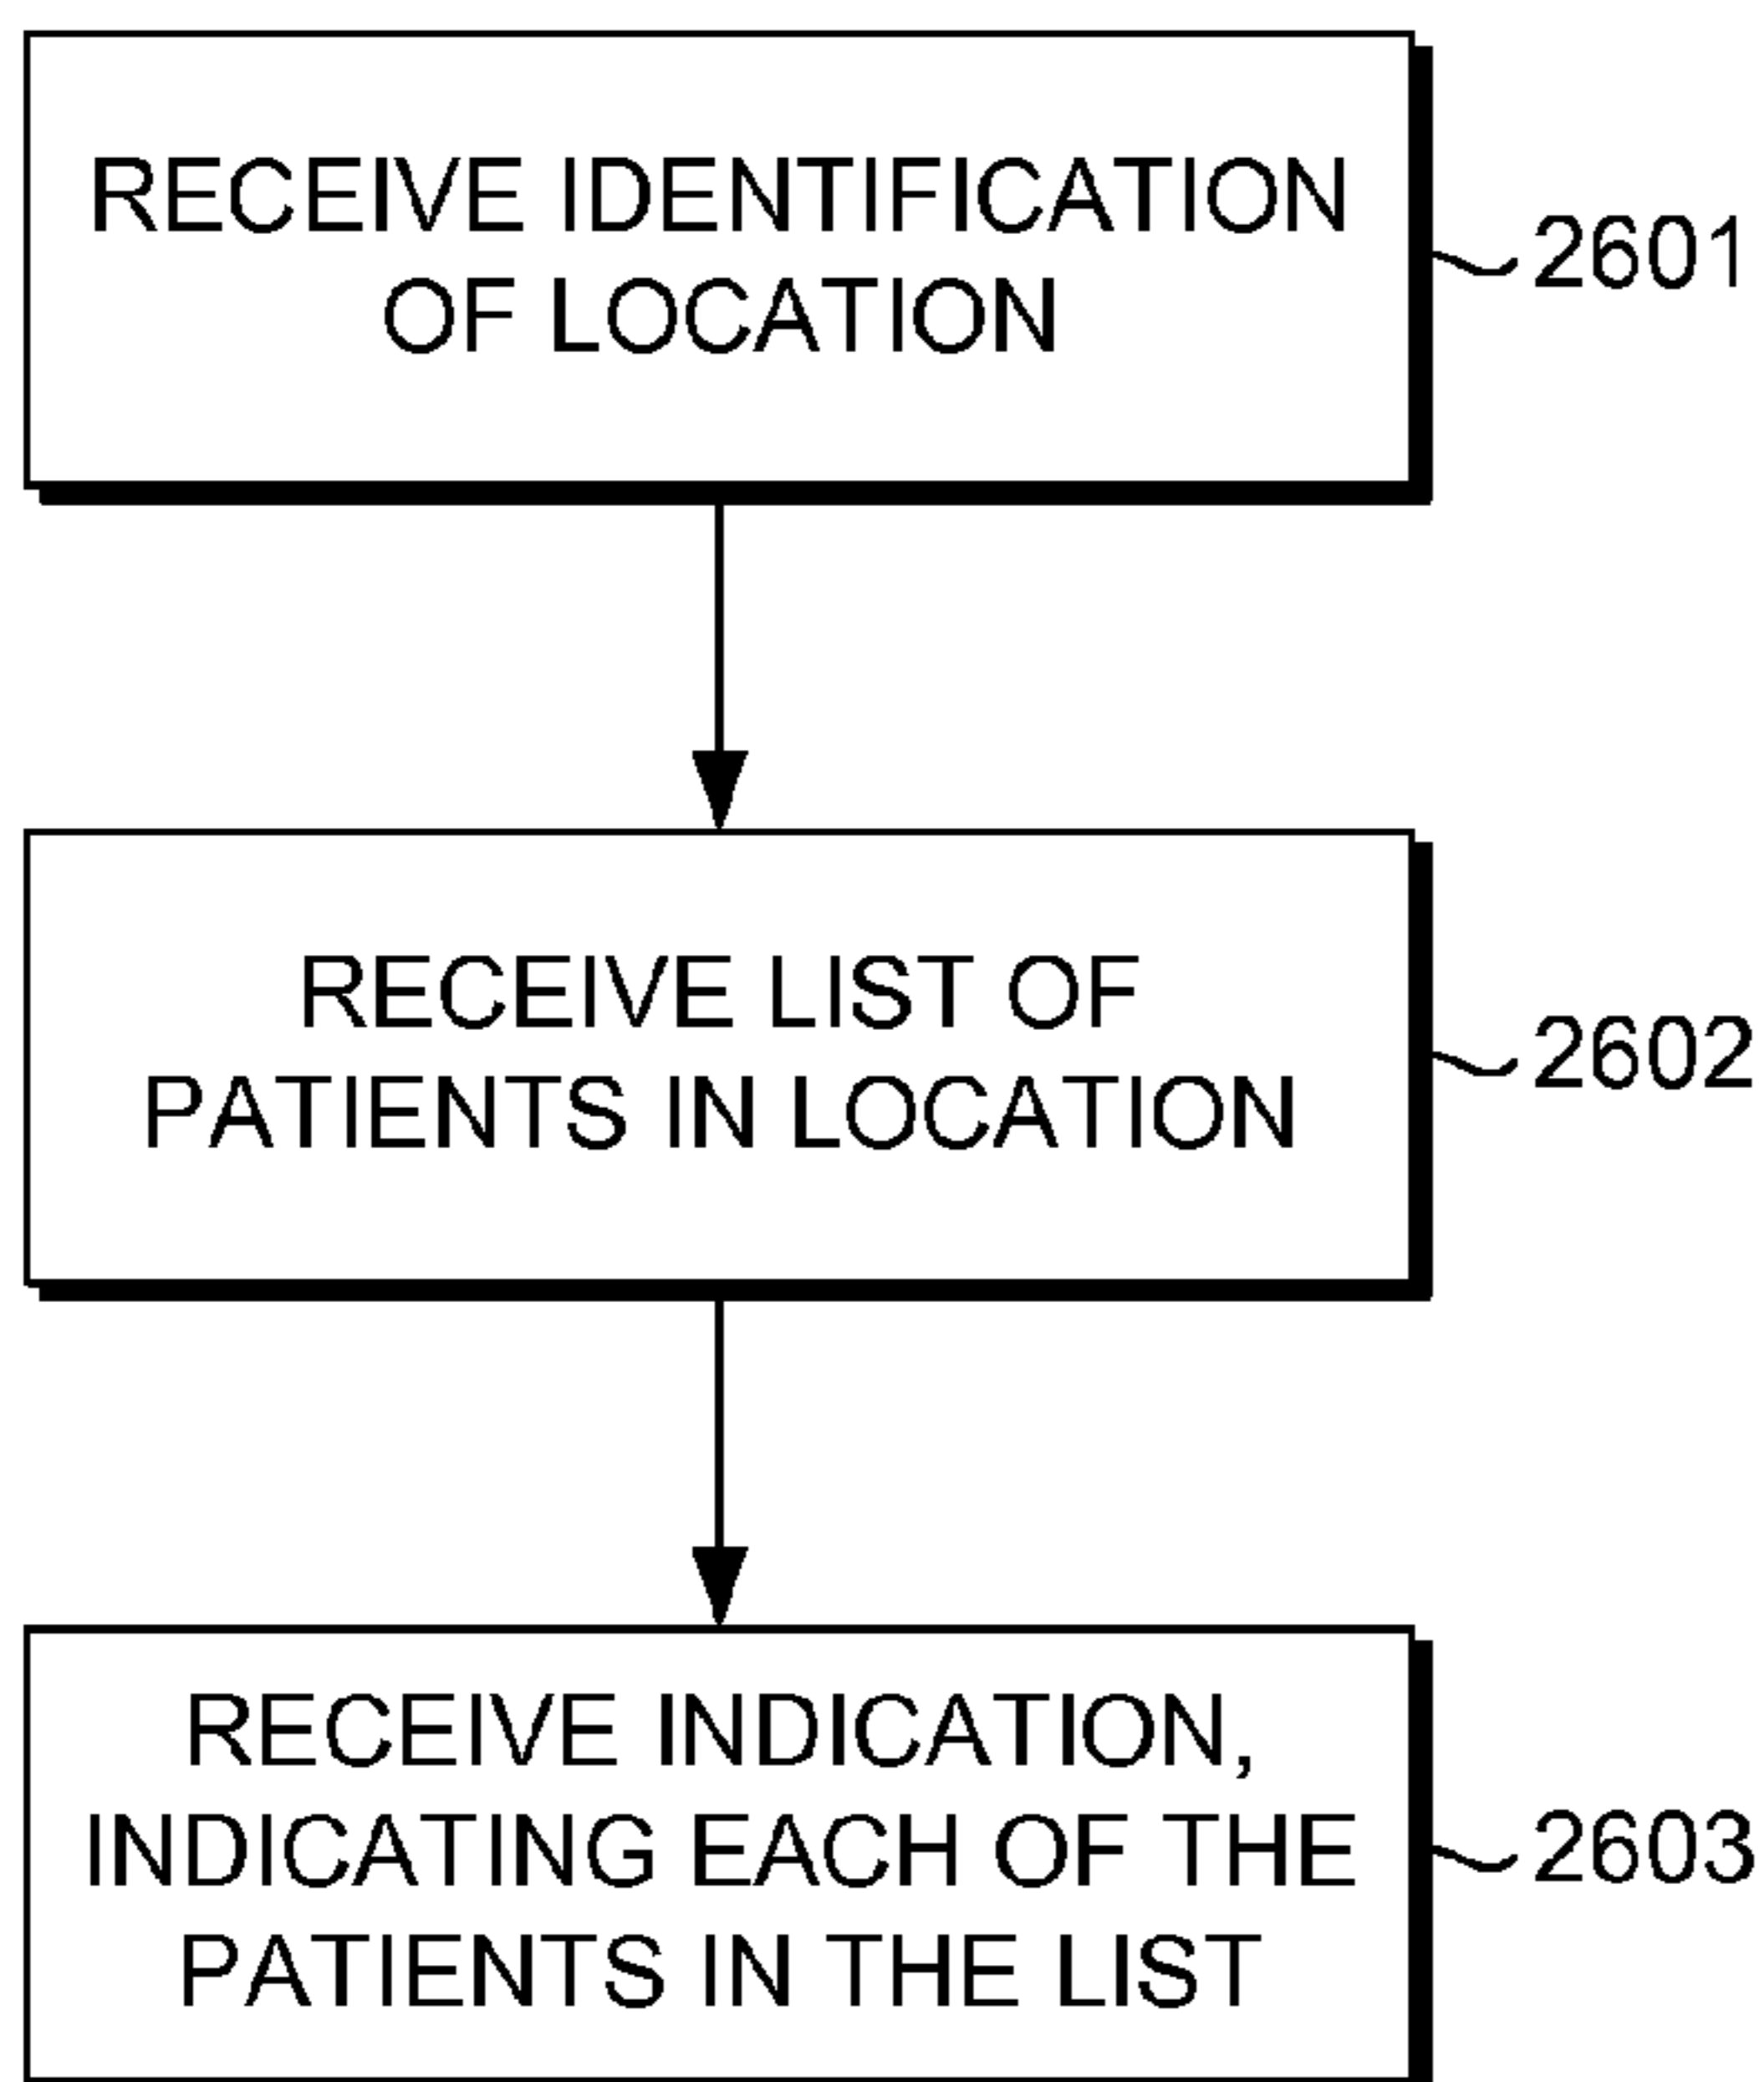 RECEIVE IDENTIFICATION
OF LOCATION
2601
RECEIVE LIST OF
PATIENTS IN LOCATION
2602
RECEIVE INDICATION,
INDICATING EACH OF THE
PATIENTS IN THE LIST
2603